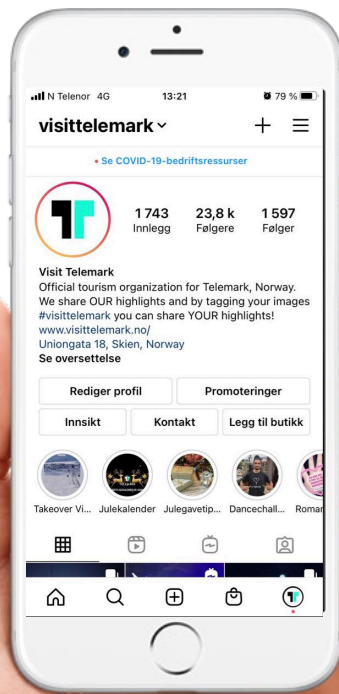 N Telenor 4G 13:21 79 %
visittelemark
Se COVID-19-bedriftsressurser
1 743 23,8 k 1 597
Innlegg Følgere Følger
Visit Telemark
Official tourism organization for Telemark, Norway.
We share OUR highlights and by tagging your images
#visittelemark you can share YOUR highlights!
www.visittelemark.no/
Uniongata 18, Skien, Norway
Se oversettelse
Rediger profil Promoteringer
Innsikt Kontakt Legg til butikk
Takeover Vi... Julekalender Julegavetip... Dancechall... Romar